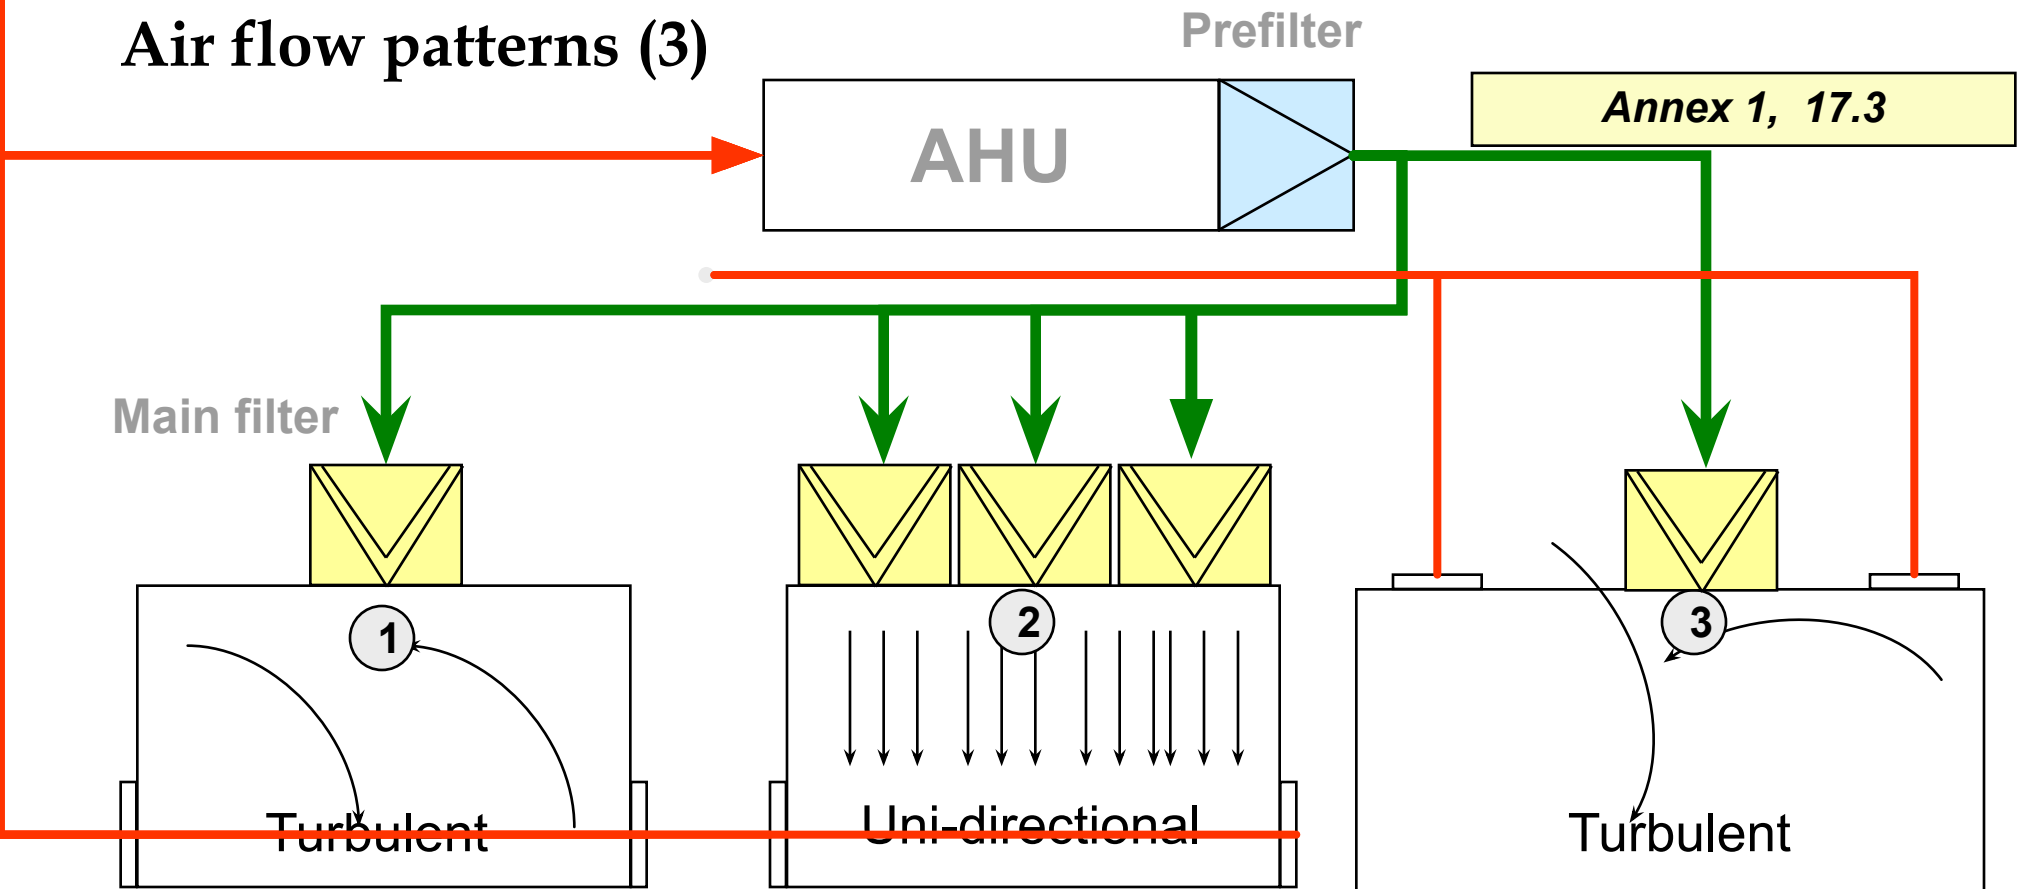 Air flow patterns (3)
Prefilter
AHU
Annex 1, 17.3
Main filter
1
2
3
Turbulent
Uni-directional
Turbulent